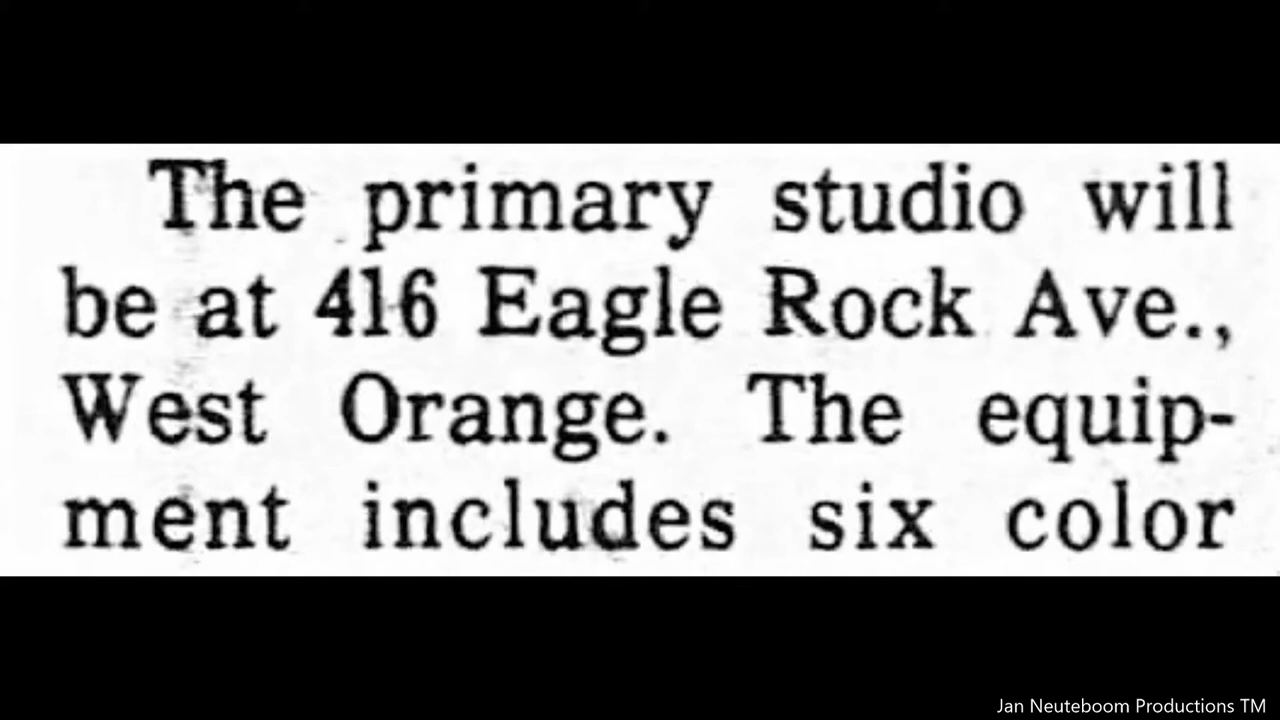 The primary studio will
be at 416 Eagle Rock Ave.,
West Orange. The equip-
ment includes six color
Jan Neuteboom Productions TM